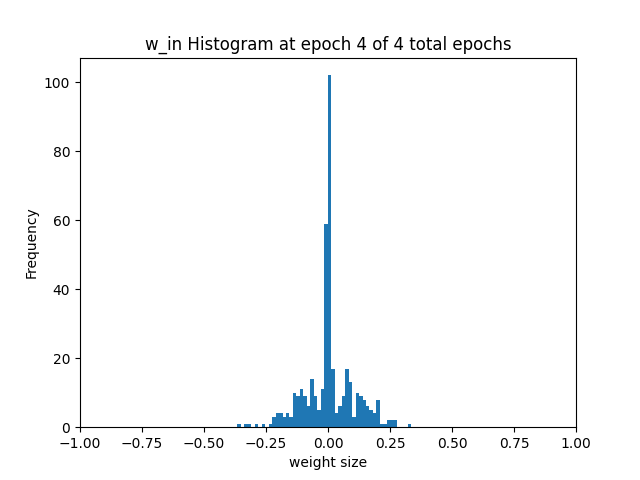 w_in Histogram at epoch 4 of 4 total epochs
100
80
60
40
20
0
Frequency
−1.00 −0.75 −0.50 −0.25 0.00 0.25 0.50 0.75 1.00
weight size